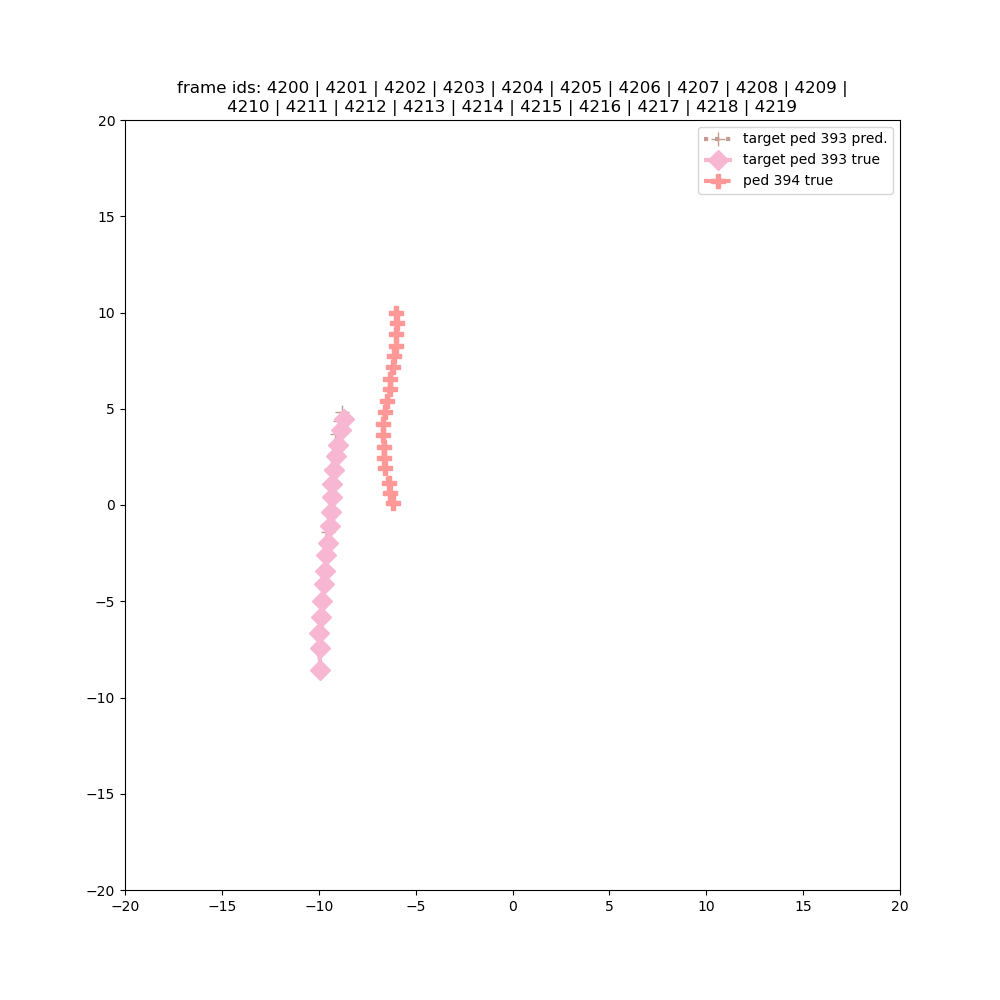 frame ids: 4200 | 4201 | 4202 | 4203 | 4204 | 4205 | 4206 | 4207 | 4208 | 4209 |
4210 | 4211 | 4212 | 4213 | 4214 | 4215 | 4216 | 4217 | 4218 | 4219
target ped 393 pred.
target ped 393 true
ped 394 true
20
15
10
5
0
−5
−10
−15
−20
−20 −15 −10 −5 0 5 10 15 20